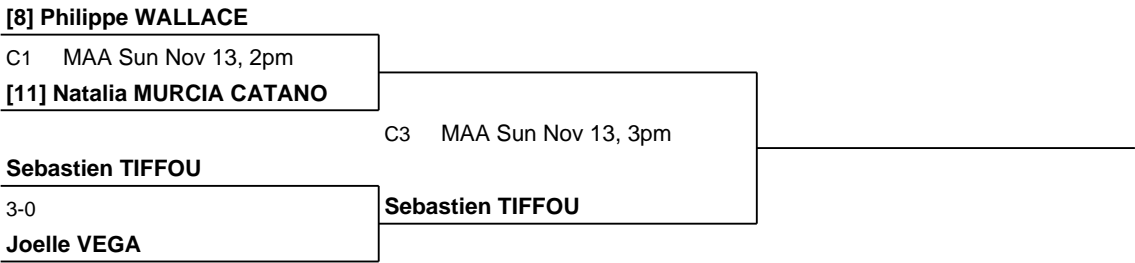 [8] Philippe WALLACE
C1 MAA Sun Nov 13, 2pm
[11] Natalia MURCIA CATANO
C3 MAA Sun Nov 13, 3pm
Sebastien TIFFOU
3-0
Sebastien TIFFOU
Joelle VEGA